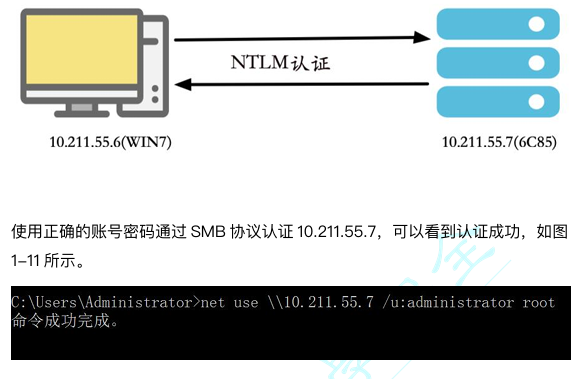 NTLM认证
10.211.55.6(WIN7)
10.211.55.7(6C85)
使用正确的账号密码通过 SMB 协议认证 10.211.55.7，可以看到认证成功，如图
1-11 所示。
C:\Users\Administrator>net use \\10.211.55.7 /u:administrator root
命令成功完成。